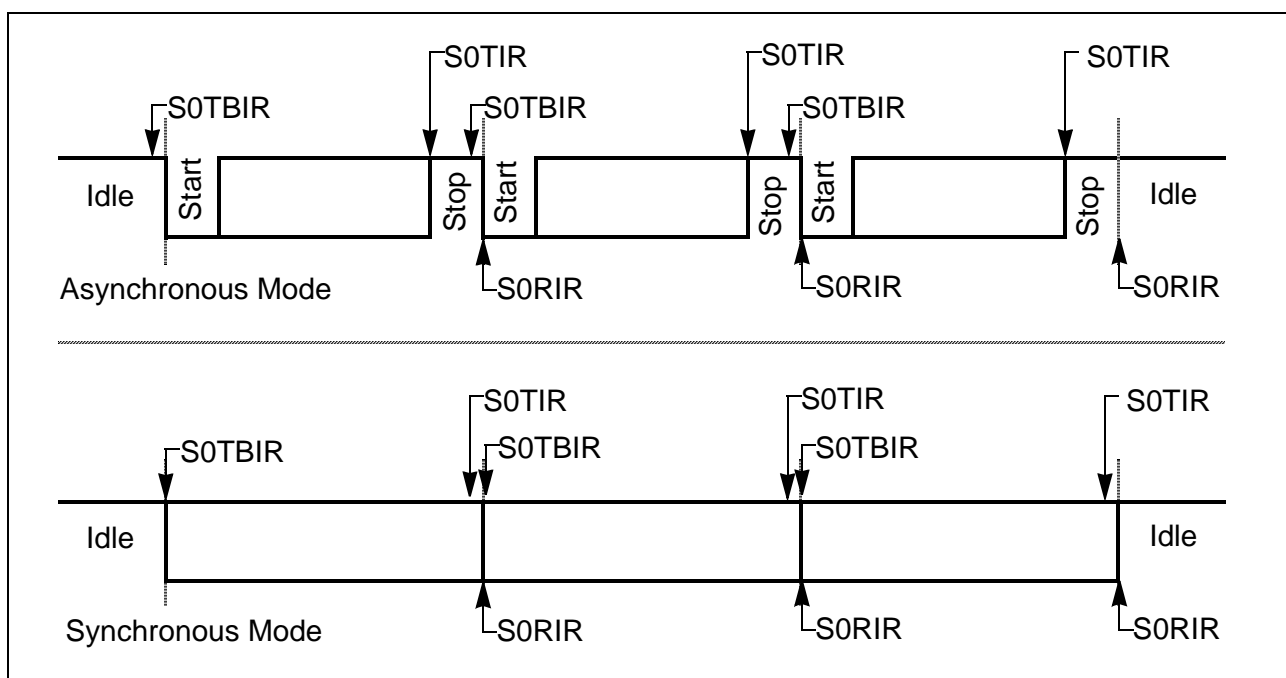 S0TIR S0TIR S0TIR
S0TBIR S0TBIR S0TBIR
Idle Start Stop Start Stop Start Stop Idle
S0RIR S0RIR S0RIR
Asynchronous Mode
S0TIR S0TIR S0TIR
S0TBIR S0TBIR S0TBIR
Idle Idle
S0RIR S0RIR S0RIR
Synchronous Mode